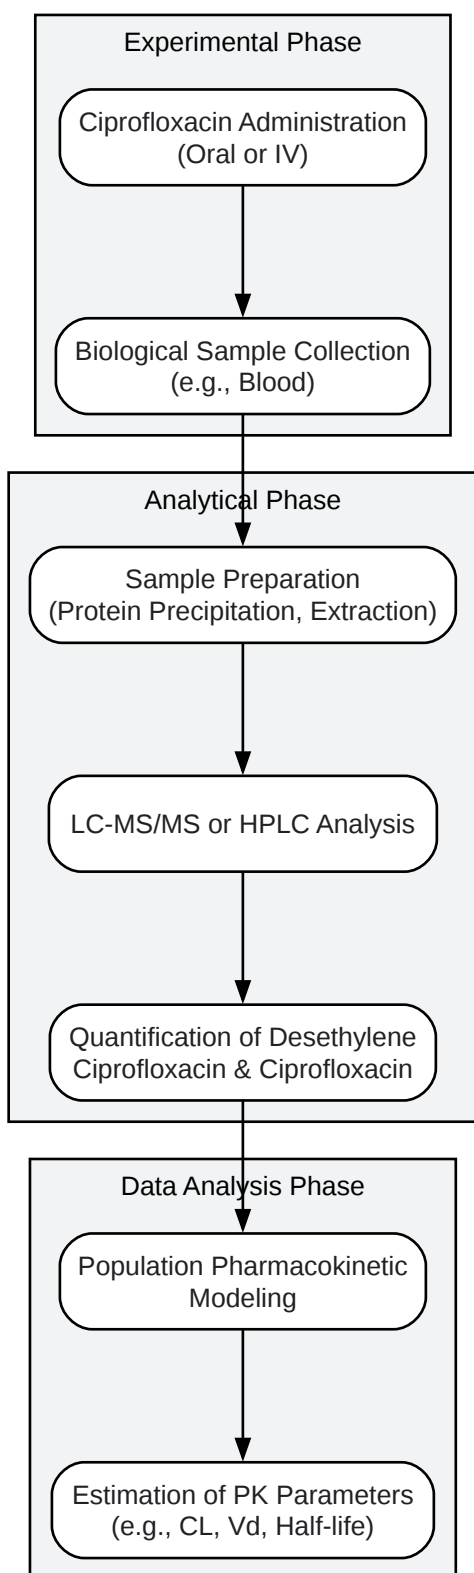 Experimental Phase
Ciprofloxacin Administration
(Oral or IV)
Biological Sample Collection
(e.g., Blood)
Analytical Phase
Sample Preparation
(Protein Precipitation, Extraction)
LC-MS/MS or HPLC Analysis
Quantification of Desethylene
Ciprofloxacin & Ciprofloxacin
Data Analysis Phase
Population Pharmacokinetic
Modeling
Estimation of PK Parameters
(e.g., CL, Vd, Half-life)